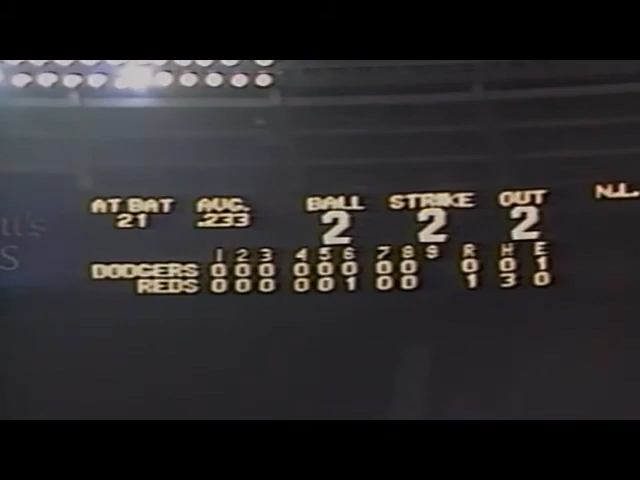 AT BAT AVG. BALL STRIKE OUT N.L.
21 .233 2 2 2
1 2 3 4 5 6 7 8 9 R H E
DODGERS 0 0 0 0 0 0 0 0 0 0 1
REDS 0 0 0 0 0 1 0 0 1 3 0